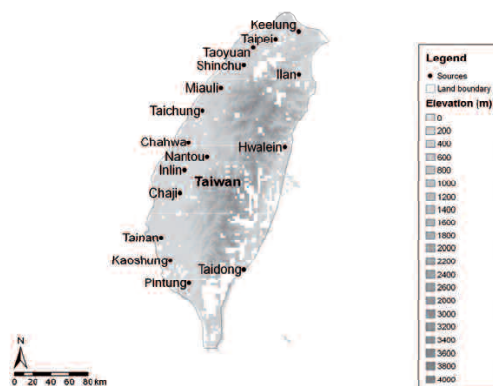 Keelung
Taipei
Taoyuan
Shinchu
Ilan
Miauli
Taichung
Chahwa
Hwalein
Nantou
Inlin
Taiwan
Chaji
Tainan
Kaoshung
Taidong
Pintung
N
0 20 40 60 80 km
Legend
Sources
Land boundary
Elevation (m)
0
200
400
600
800
1000
1200
1400
1600
1800
2000
2200
2400
2600
2800
3000
3200
3400
3600
3800
4000